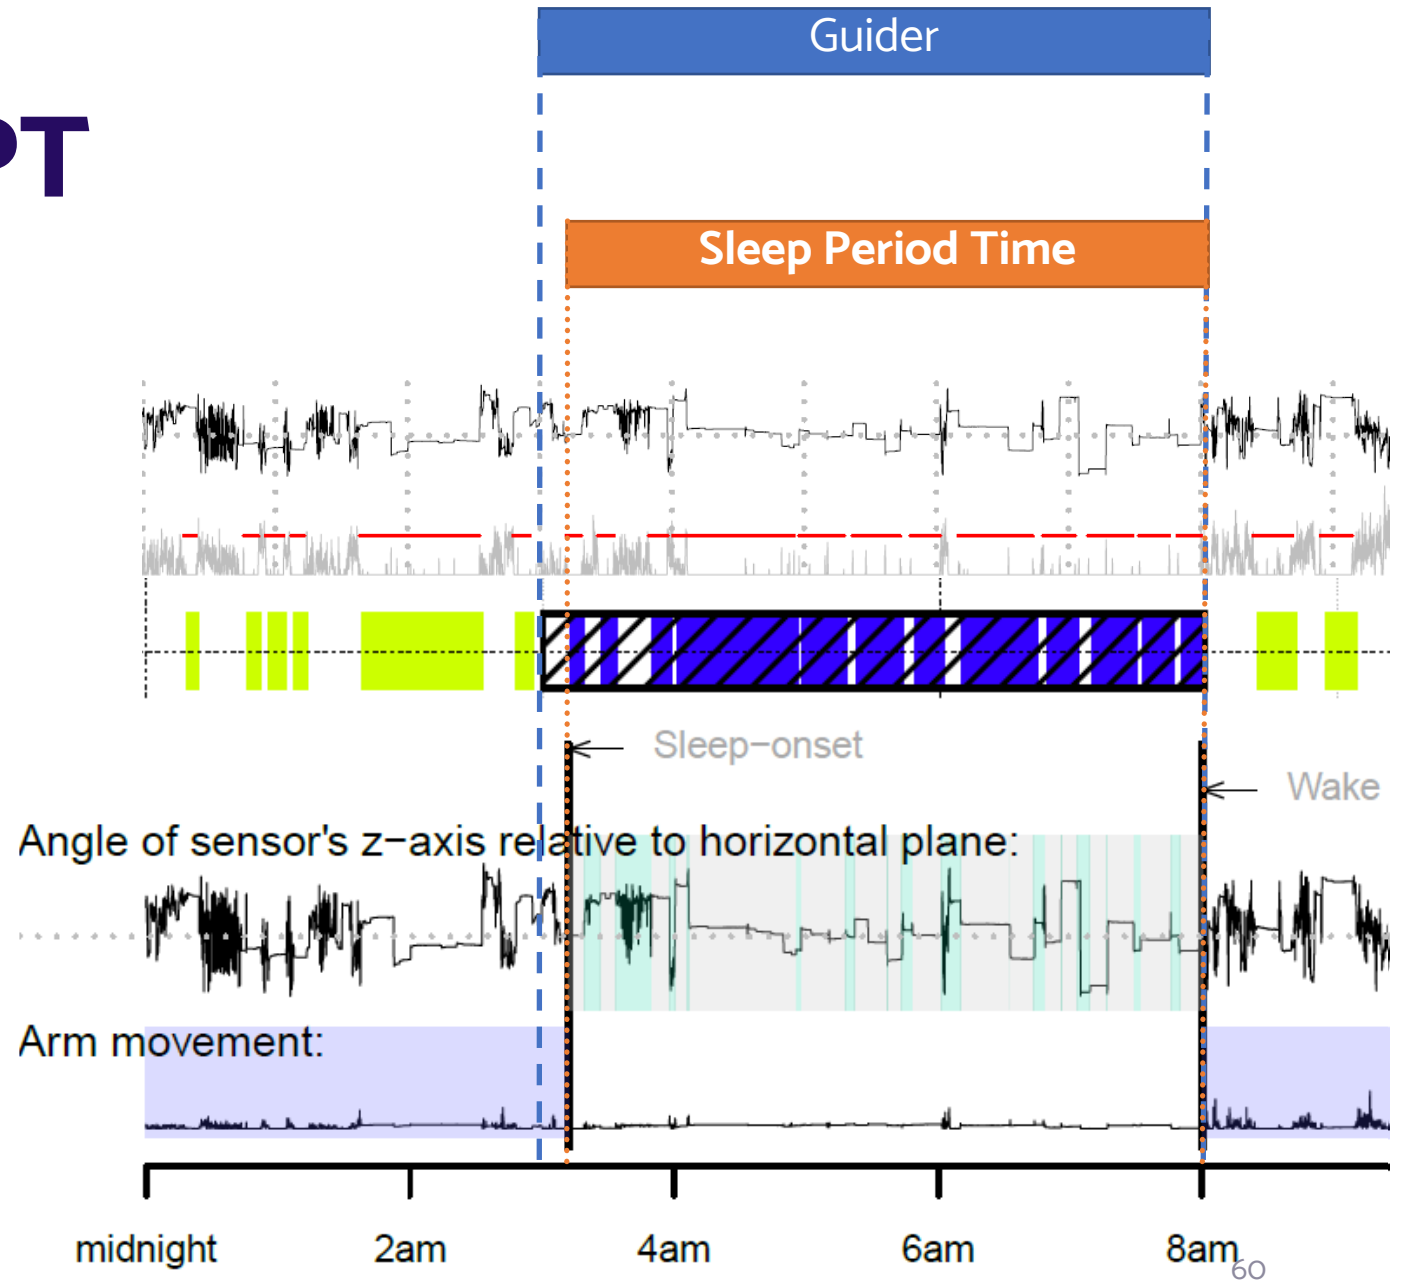 Guider
PT
Sleep Period Time
Sleep-onset
Wake
Angle of sensor's z-axis relative to horizontal plane:
Arm movement:
midnight 2am 4am 6am 8am
60